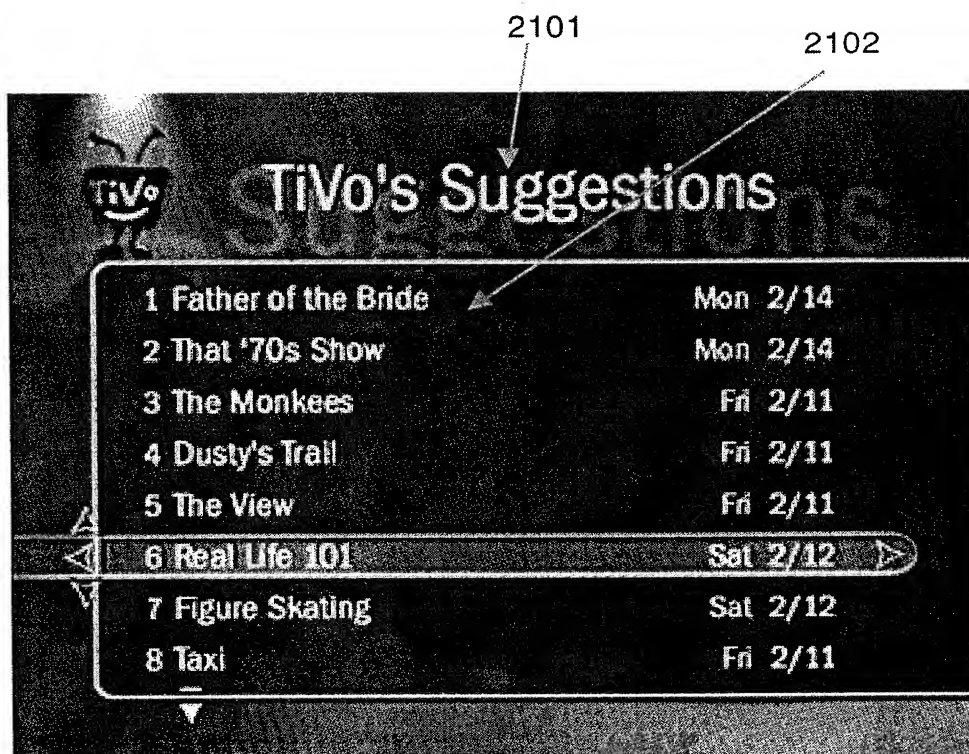 2101
2102
TiVo
TiVo's Suggestions
Suggestions
1 Father of the Bride Mon 2/14
2 That '70s Show Mon 2/14
3 The Monkees Fri 2/11
4 Dusty's Trail Fri 2/11
5 The View Fri 2/11
6 Real Life 101 Sat 2/12
7 Figure Skating Sat 2/12
8 Taxi Fri 2/11